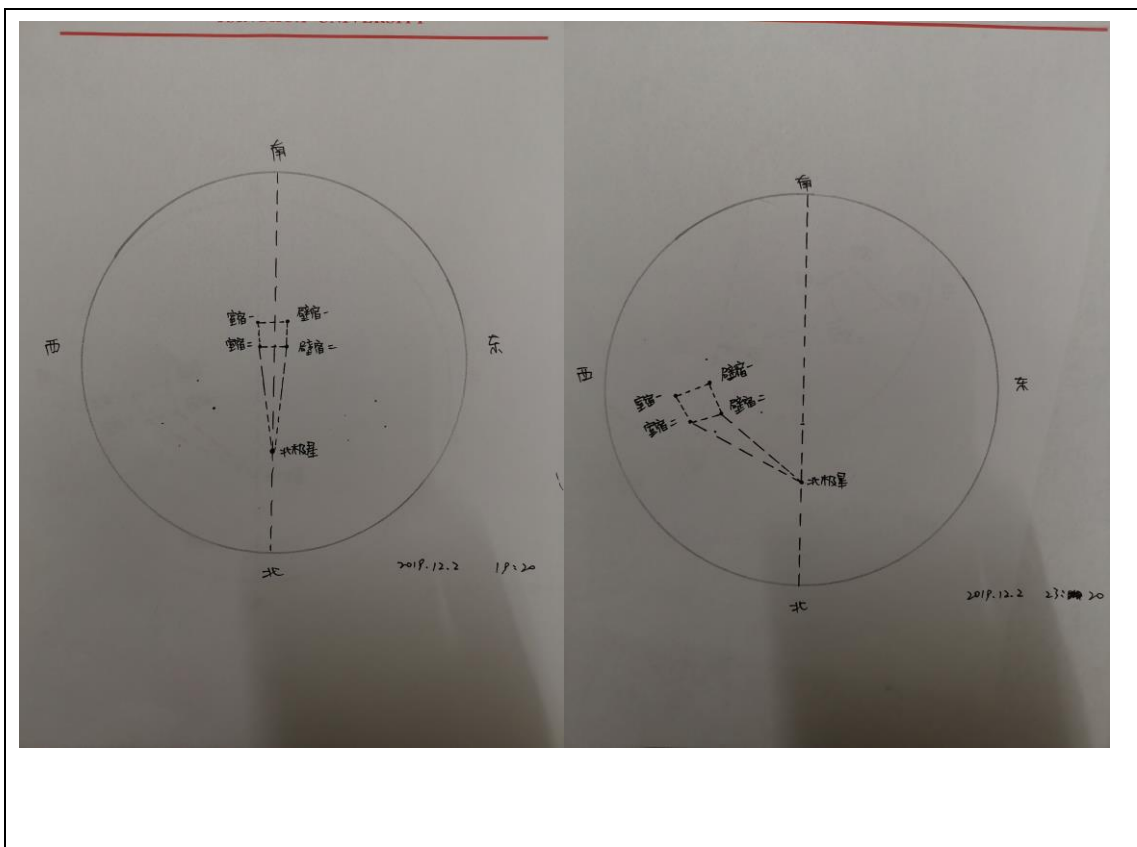 南
室宿一 壁宿一
室宿二 壁宿二
西
东
北极星
北
2019.12.2 19:20
南
西
东
壁宿一
室宿一
壁宿二
室宿二
北极星
北
2019.12.2 23: 20